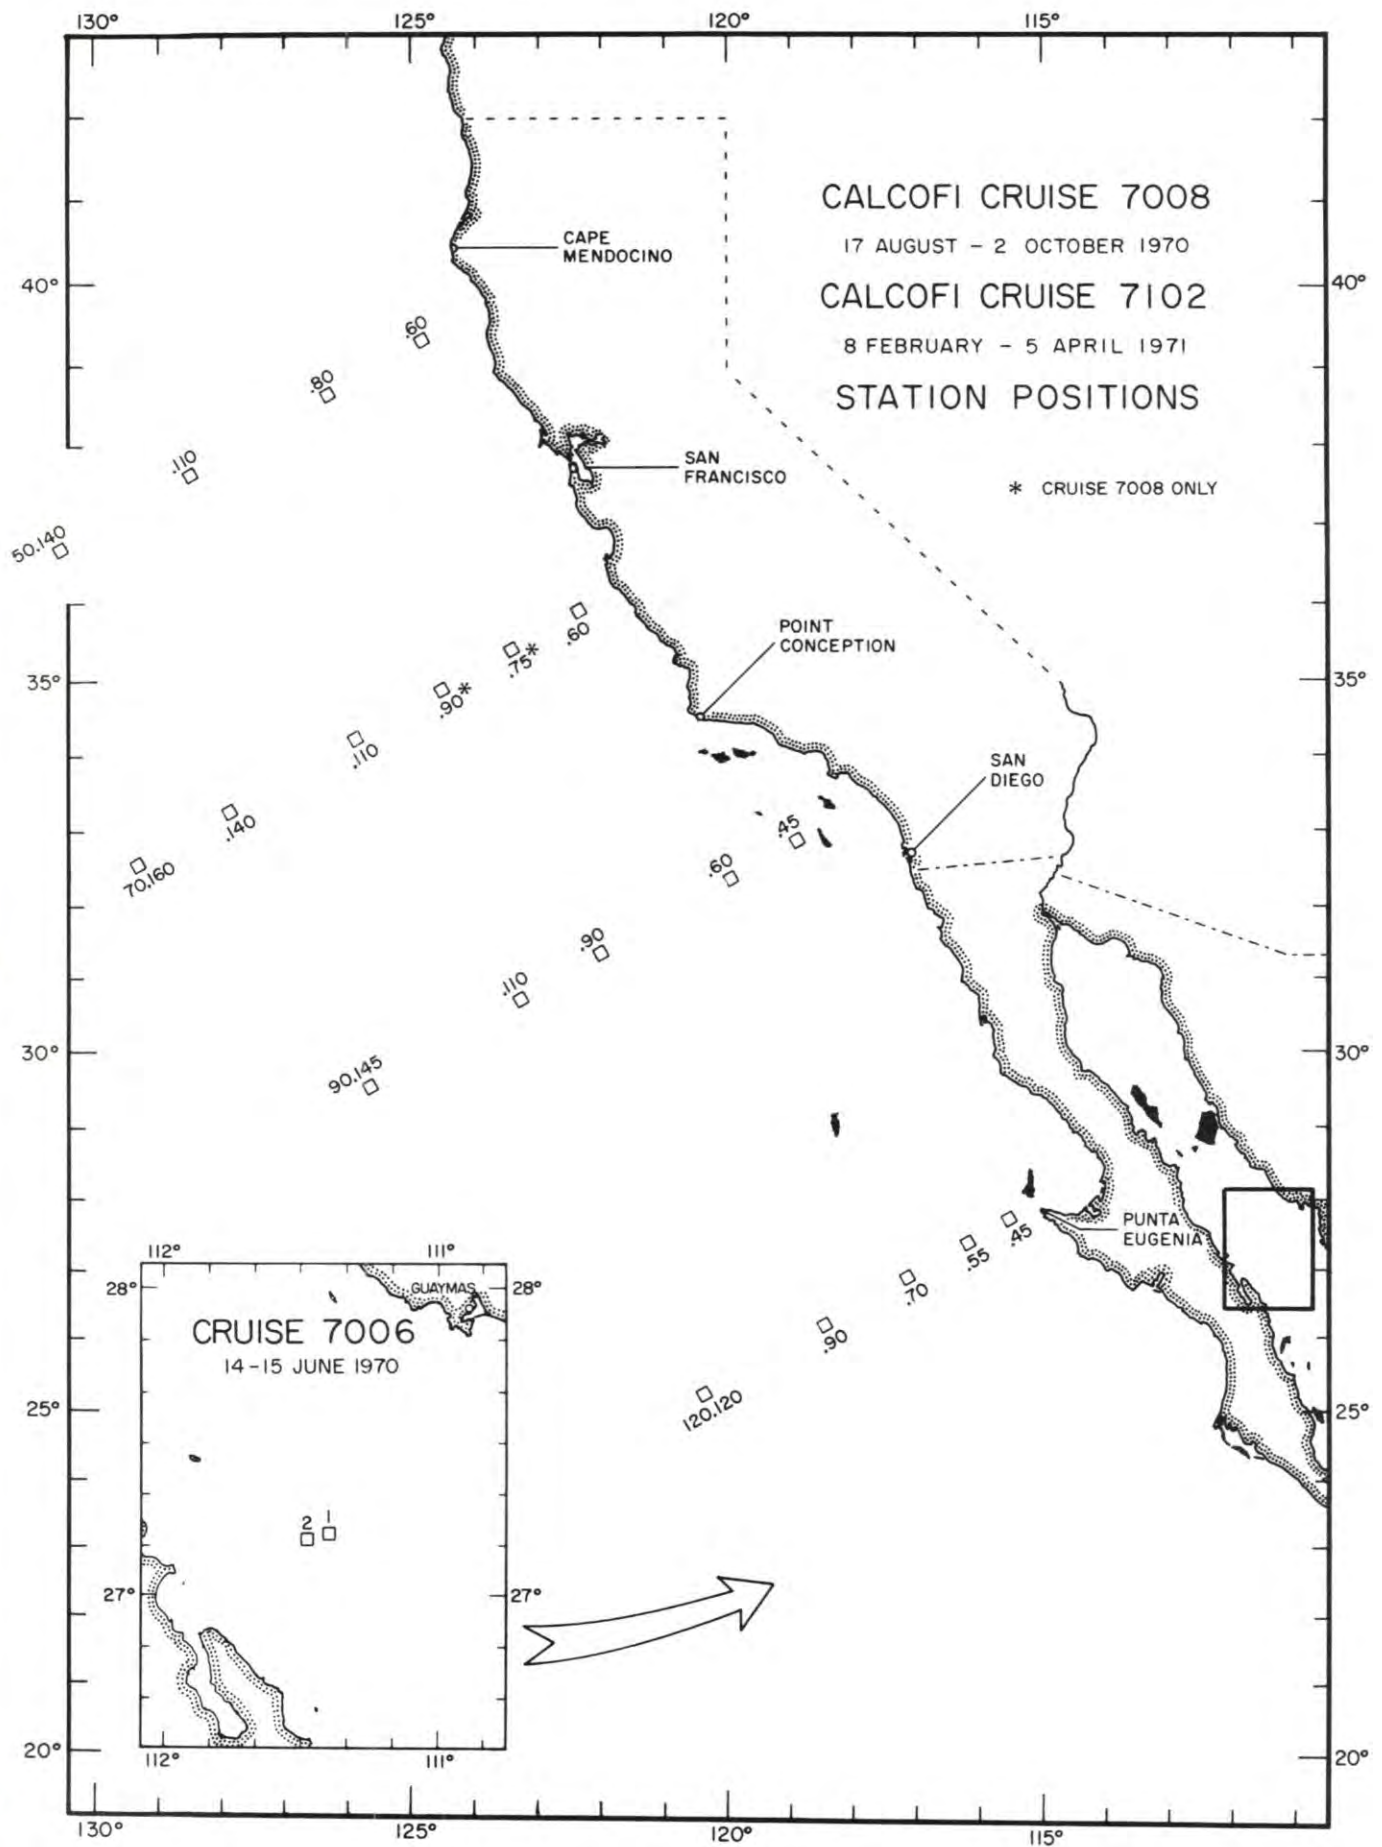 130° 125° 120° 115°
CALCOFI CRUISE 7008
17 AUGUST – 2 OCTOBER 1970
CALCOFI CRUISE 7102
8 FEBRUARY – 5 APRIL 1971
STATION POSITIONS
* CRUISE 7008 ONLY
CAPE
MENDOCINO
40° 40°
.60
.80
.110
50.140
SAN
FRANCISCO
.60
.75*
.90*
.110
.140
70.160
POINT
CONCEPTION
35° 35°
SAN
DIEGO
.45
.60
.90
.110
90.145
30° 30°
PUNTA
EUGENIA
.45
.55
.70
.90
120.120
25° 25°
112° 111°
28° 28°
GUAYMAS
CRUISE 7006
14–15 JUNE 1970
2 1
27° 27°
112° 111°
20° 20°
130° 125° 120° 115°